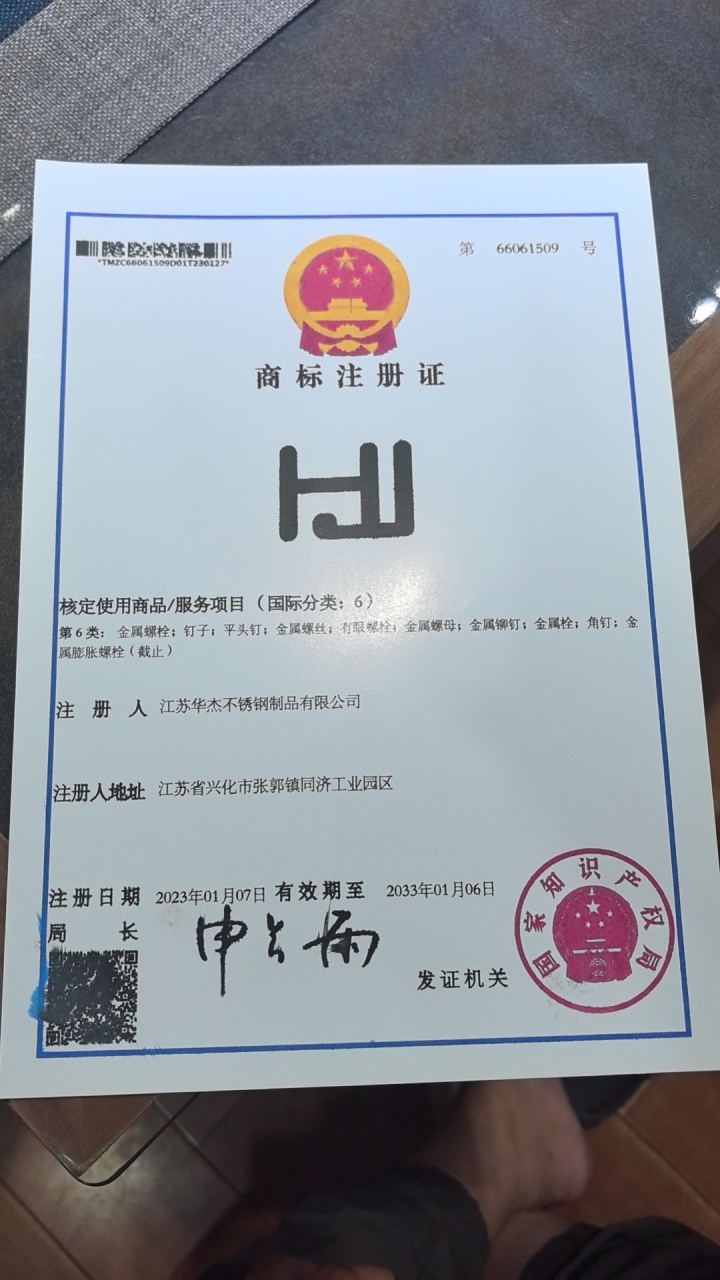 *TMZC66061509D01T230127*
第 66061509 号
商标注册证
HJ
核定使用商品/服务项目（国际分类：6）
第6类：金属螺栓；钉子；平头钉；金属螺丝；有眼螺栓；金属螺母；金属铆钉；金属栓；角钉；金
属膨胀螺栓（截止）
注册人 江苏华杰不锈钢制品有限公司
注册人地址 江苏省兴化市张郭镇同济工业园区
注册日期 2023年01月07日 有效期至 2033年01月06日
局长 申长雨
发证机关
国家知识产权局